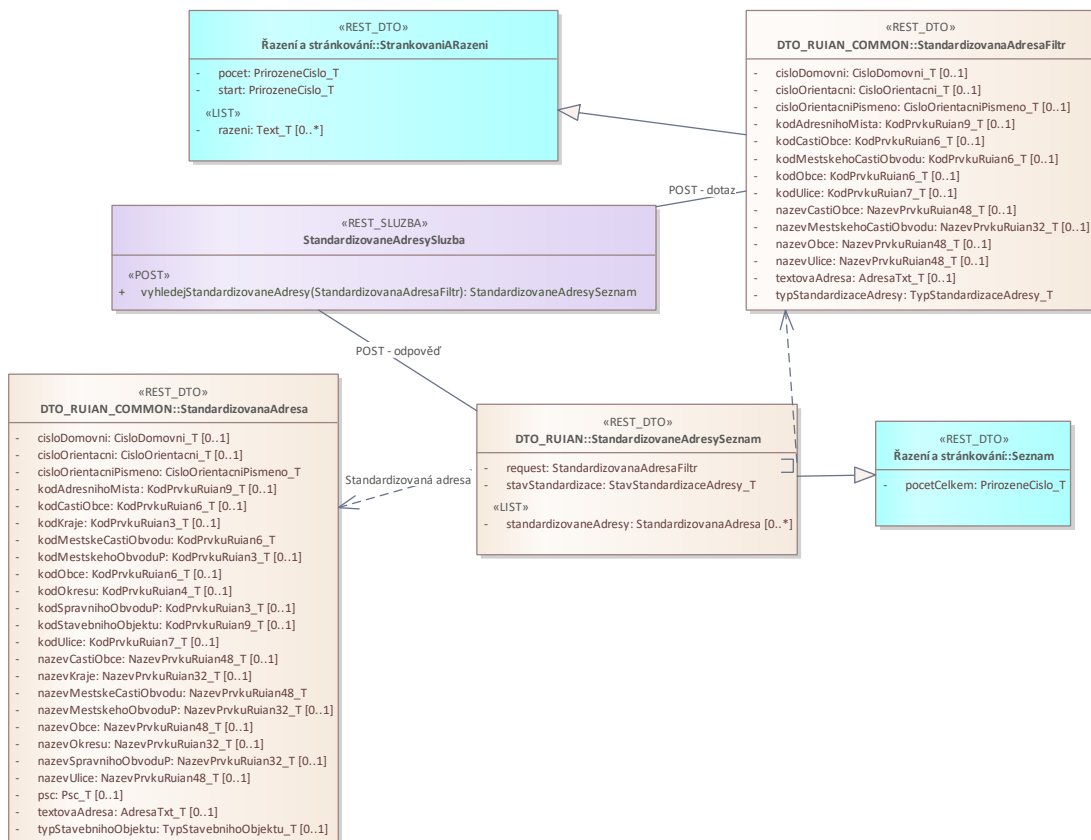 «REST_DTO»
Řazení a stránkování::StrankovaniARazeni
- pocet: PrirozeneCislo_T
- start: PrirozeneCislo_T
«LIST»
- razeni: Text_T [0..*]
«REST_DTO»
DTO_RUIAN_COMMON::StandardizovanaAdresaFiltr
- cisloDomovni: CisloDomovni_T [0..1]
- cisloOrientacni: CisloOrientacni_T [0..1]
- cisloOrientacniPismeno: CisloOrientacniPismeno_T [0..1]
- kodAdresnihoMista: KodPrvkuRuian9_T [0..1]
- kodCastiObce: KodPrvkuRuian6_T [0..1]
- kodMestskehoCastiObvodu: KodPrvkuRuian6_T [0..1]
- kodObce: KodPrvkuRuian6_T [0..1]
- kodUlice: KodPrvkuRuian7_T [0..1]
- nazevCastiObce: NazevPrvkuRuian48_T [0..1]
- nazevMestskehoCastiObvodu: NazevPrvkuRuian32_T [0..1]
- nazevObce: NazevPrvkuRuian48_T [0..1]
- nazevUlice: NazevPrvkuRuian48_T [0..1]
- textovaAdresa: AdresaTxt_T [0..1]
- typStandardizaceAdresy: TypStandardizaceAdresy_T
POST - dotaz
«REST_SLUZBA»
StandardizovaneAdresySluzba
«POST»
+ vyhledejStandardizovaneAdresy(StandardizovanaAdresaFiltr): StandardizovaneAdresySeznam
POST - odpověď
«REST_DTO»
DTO_RUIAN_COMMON::StandardizovanaAdresa
- cisloDomovni: CisloDomovni_T [0..1]
- cisloOrientacni: CisloOrientacni_T [0..1]
- cisloOrientacniPismeno: CisloOrientacniPismeno_T
- kodAdresnihoMista: KodPrvkuRuian9_T [0..1]
- kodCastiObce: KodPrvkuRuian6_T [0..1]
- kodKraje: KodPrvkuRuian3_T [0..1]
- kodMestskeCastiObvodu: KodPrvkuRuian6_T
- kodMestskehoObvoduP: KodPrvkuRuian3_T [0..1]
- kodObce: KodPrvkuRuian6_T [0..1]
- kodOkresu: KodPrvkuRuian4_T [0..1]
- kodSpravnihoObvoduP: KodPrvkuRuian3_T [0..1]
- kodStavebnihoObjektu: KodPrvkuRuian9_T [0..1]
- kodUlice: KodPrvkuRuian7_T [0..1]
- nazevCastiObce: NazevPrvkuRuian48_T [0..1]
- nazevKraje: NazevPrvkuRuian32_T [0..1]
- nazevMestskeCastiObvodu: NazevPrvkuRuian48_T
- nazevMestskehoObvoduP: NazevPrvkuRuian32_T [0..1]
- nazevObce: NazevPrvkuRuian48_T [0..1]
- nazevOkresu: NazevPrvkuRuian32_T [0..1]
- nazevSpravnihoObvoduP: NazevPrvkuRuian32_T [0..1]
- nazevUlice: NazevPrvkuRuian48_T [0..1]
- psc: Psc_T [0..1]
- textovaAdresa: AdresaTxt_T [0..1]
- typStavebnihoObjektu: TypStavebnihoObjektu_T [0..1]
Standardizovaná adresa
«REST_DTO»
DTO_RUIAN::StandardizovaneAdresySeznam
- request: StandardizovanaAdresaFiltr
- stavStandardizace: StavStandardizaceAdresy_T
«LIST»
- standardizovaneAdresy: StandardizovanaAdresa [0..*]
«REST_DTO»
Řazení a stránkování::Seznam
- pocetCelkem: PrirozeneCislo_T